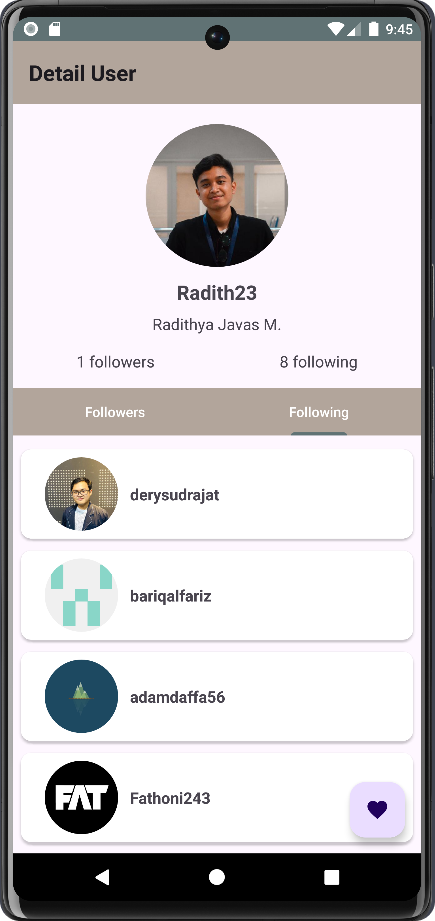 9:45
Detail User
Radith23
Radithya Javas M.
1 followers
8 following
Followers
Following
derysudrajat
bariqalfariz
adamdaffa56
FAT
Fathoni243